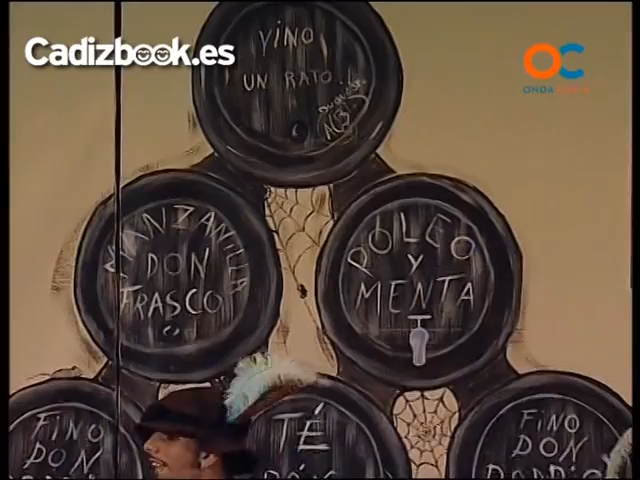 Cadizbook.es
OC
ONDA
VINO
UN RATO..!
MANZANILLA
DON
FRASCO
POLEO
Y
MENTA
FINO
DON
TÉ
FINO
DON